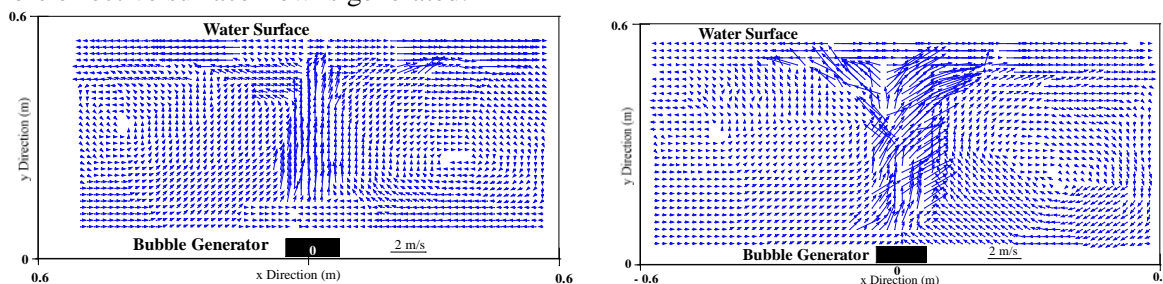 0.6
Water Surface
y Direction (m)
Bubble Generator
0
2 m/s
0
0.6
x Direction (m)
0.6
0.6
Water Surface
y Direction (m)
Bubble Generator
2 m/s
0
- 0.6
0
x Direction (m)
0.